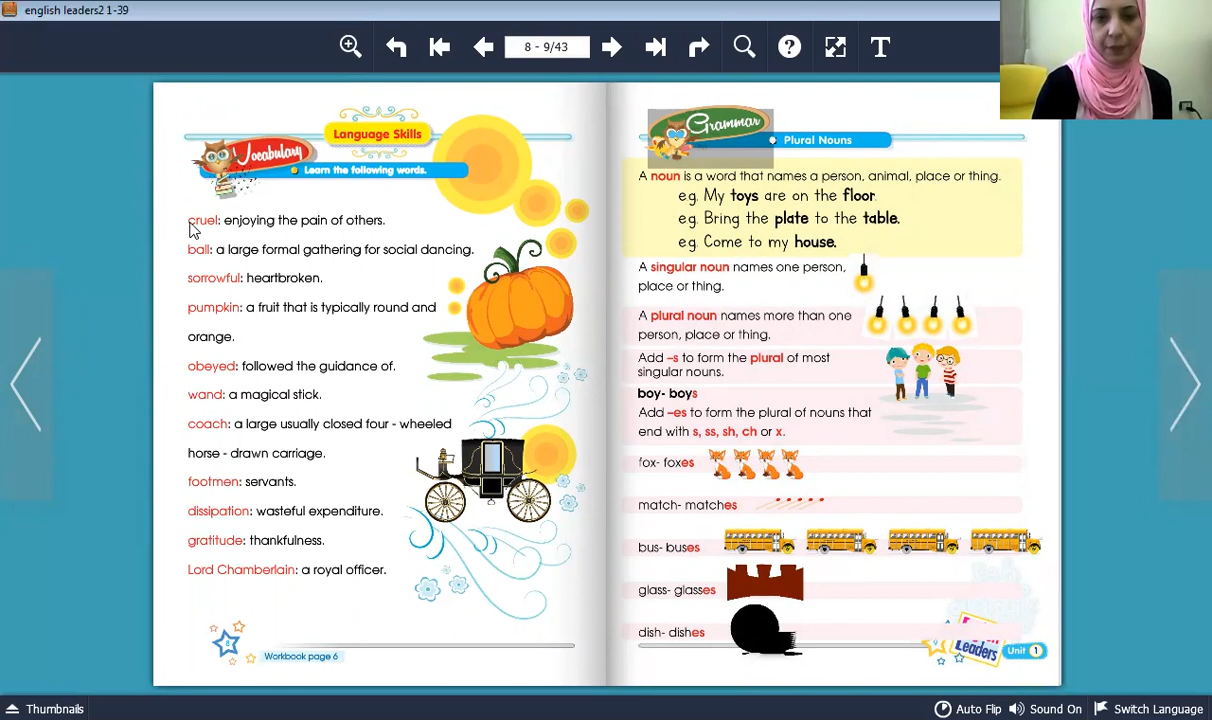 english leaders2 1-39
8 - 9/43
Language Skills
Vocabulary
Learn the following words.
cruel: enjoying the pain of others.
ball: a large formal gathering for social dancing.
sorrowful: heartbroken.
pumpkin: a fruit that is typically round and
orange.
obeyed: followed the guidance of.
wand: a magical stick.
coach: a large usually closed four - wheeled
horse - drawn carriage.
footmen: servants.
dissipation: wasteful expenditure.
gratitude: thankfulness.
Lord Chamberlain: a royal officer.
8
Workbook page 6
Grammar
Plural Nouns
A noun is a word that names a person, animal, place or thing.
eg. My toys are on the floor.
eg. Bring the plate to the table.
eg. Come to my house.
A singular noun names one person,
place or thing.
A plural noun names more than one
person, place or thing.
Add –s to form the plural of most
singular nouns.
boy- boys
Add –es to form the plural of nouns that
end with s, ss, sh, ch or x.
fox- foxes
match- matches
bus- buses
glass- glasses
dish- dishes
9
Leaders
Unit 1
Thumbnails
Auto Flip
Sound On
Switch Language